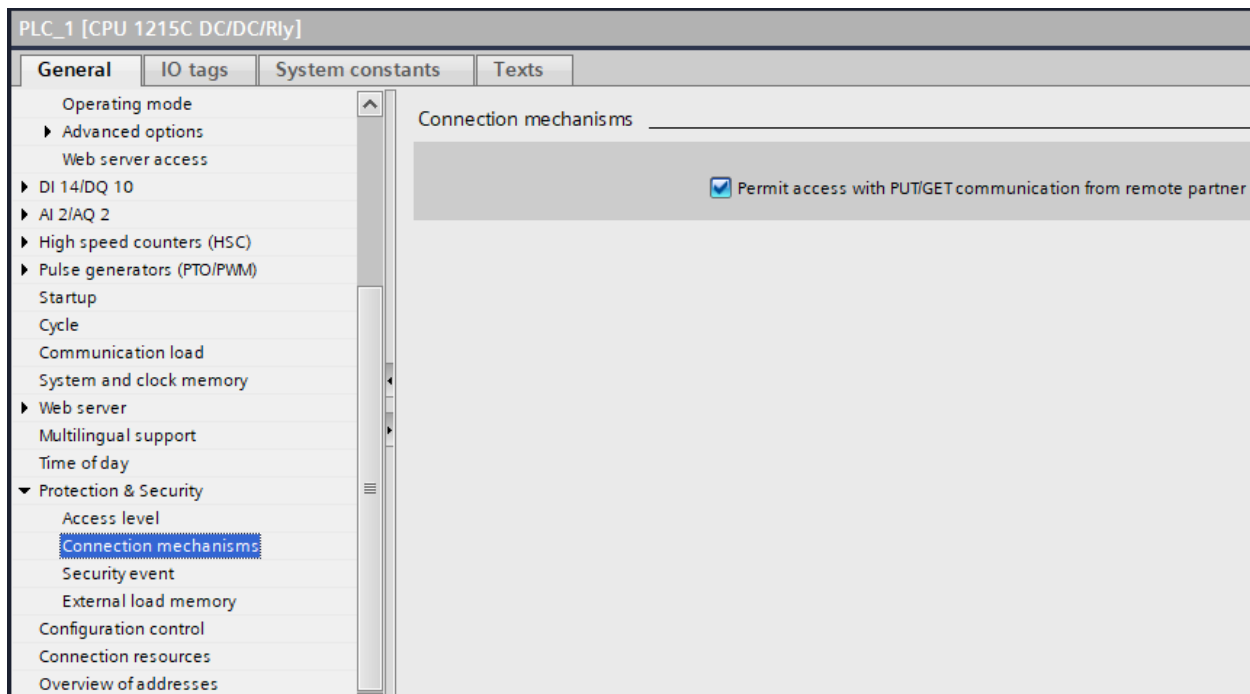 PLC_1 [CPU 1215C DC/DC/Rly]
General IO tags System constants Texts
Operating mode
Advanced options
Web server access
DI 14/DQ 10
AI 2/AQ 2
High speed counters (HSC)
Pulse generators (PTO/PWM)
Startup
Cycle
Communication load
System and clock memory
Web server
Multilingual support
Time of day
Protection & Security
Access level
Connection mechanisms
Security event
External load memory
Configuration control
Connection resources
Overview of addresses
Connection mechanisms
Permit access with PUT/GET communication from remote partner